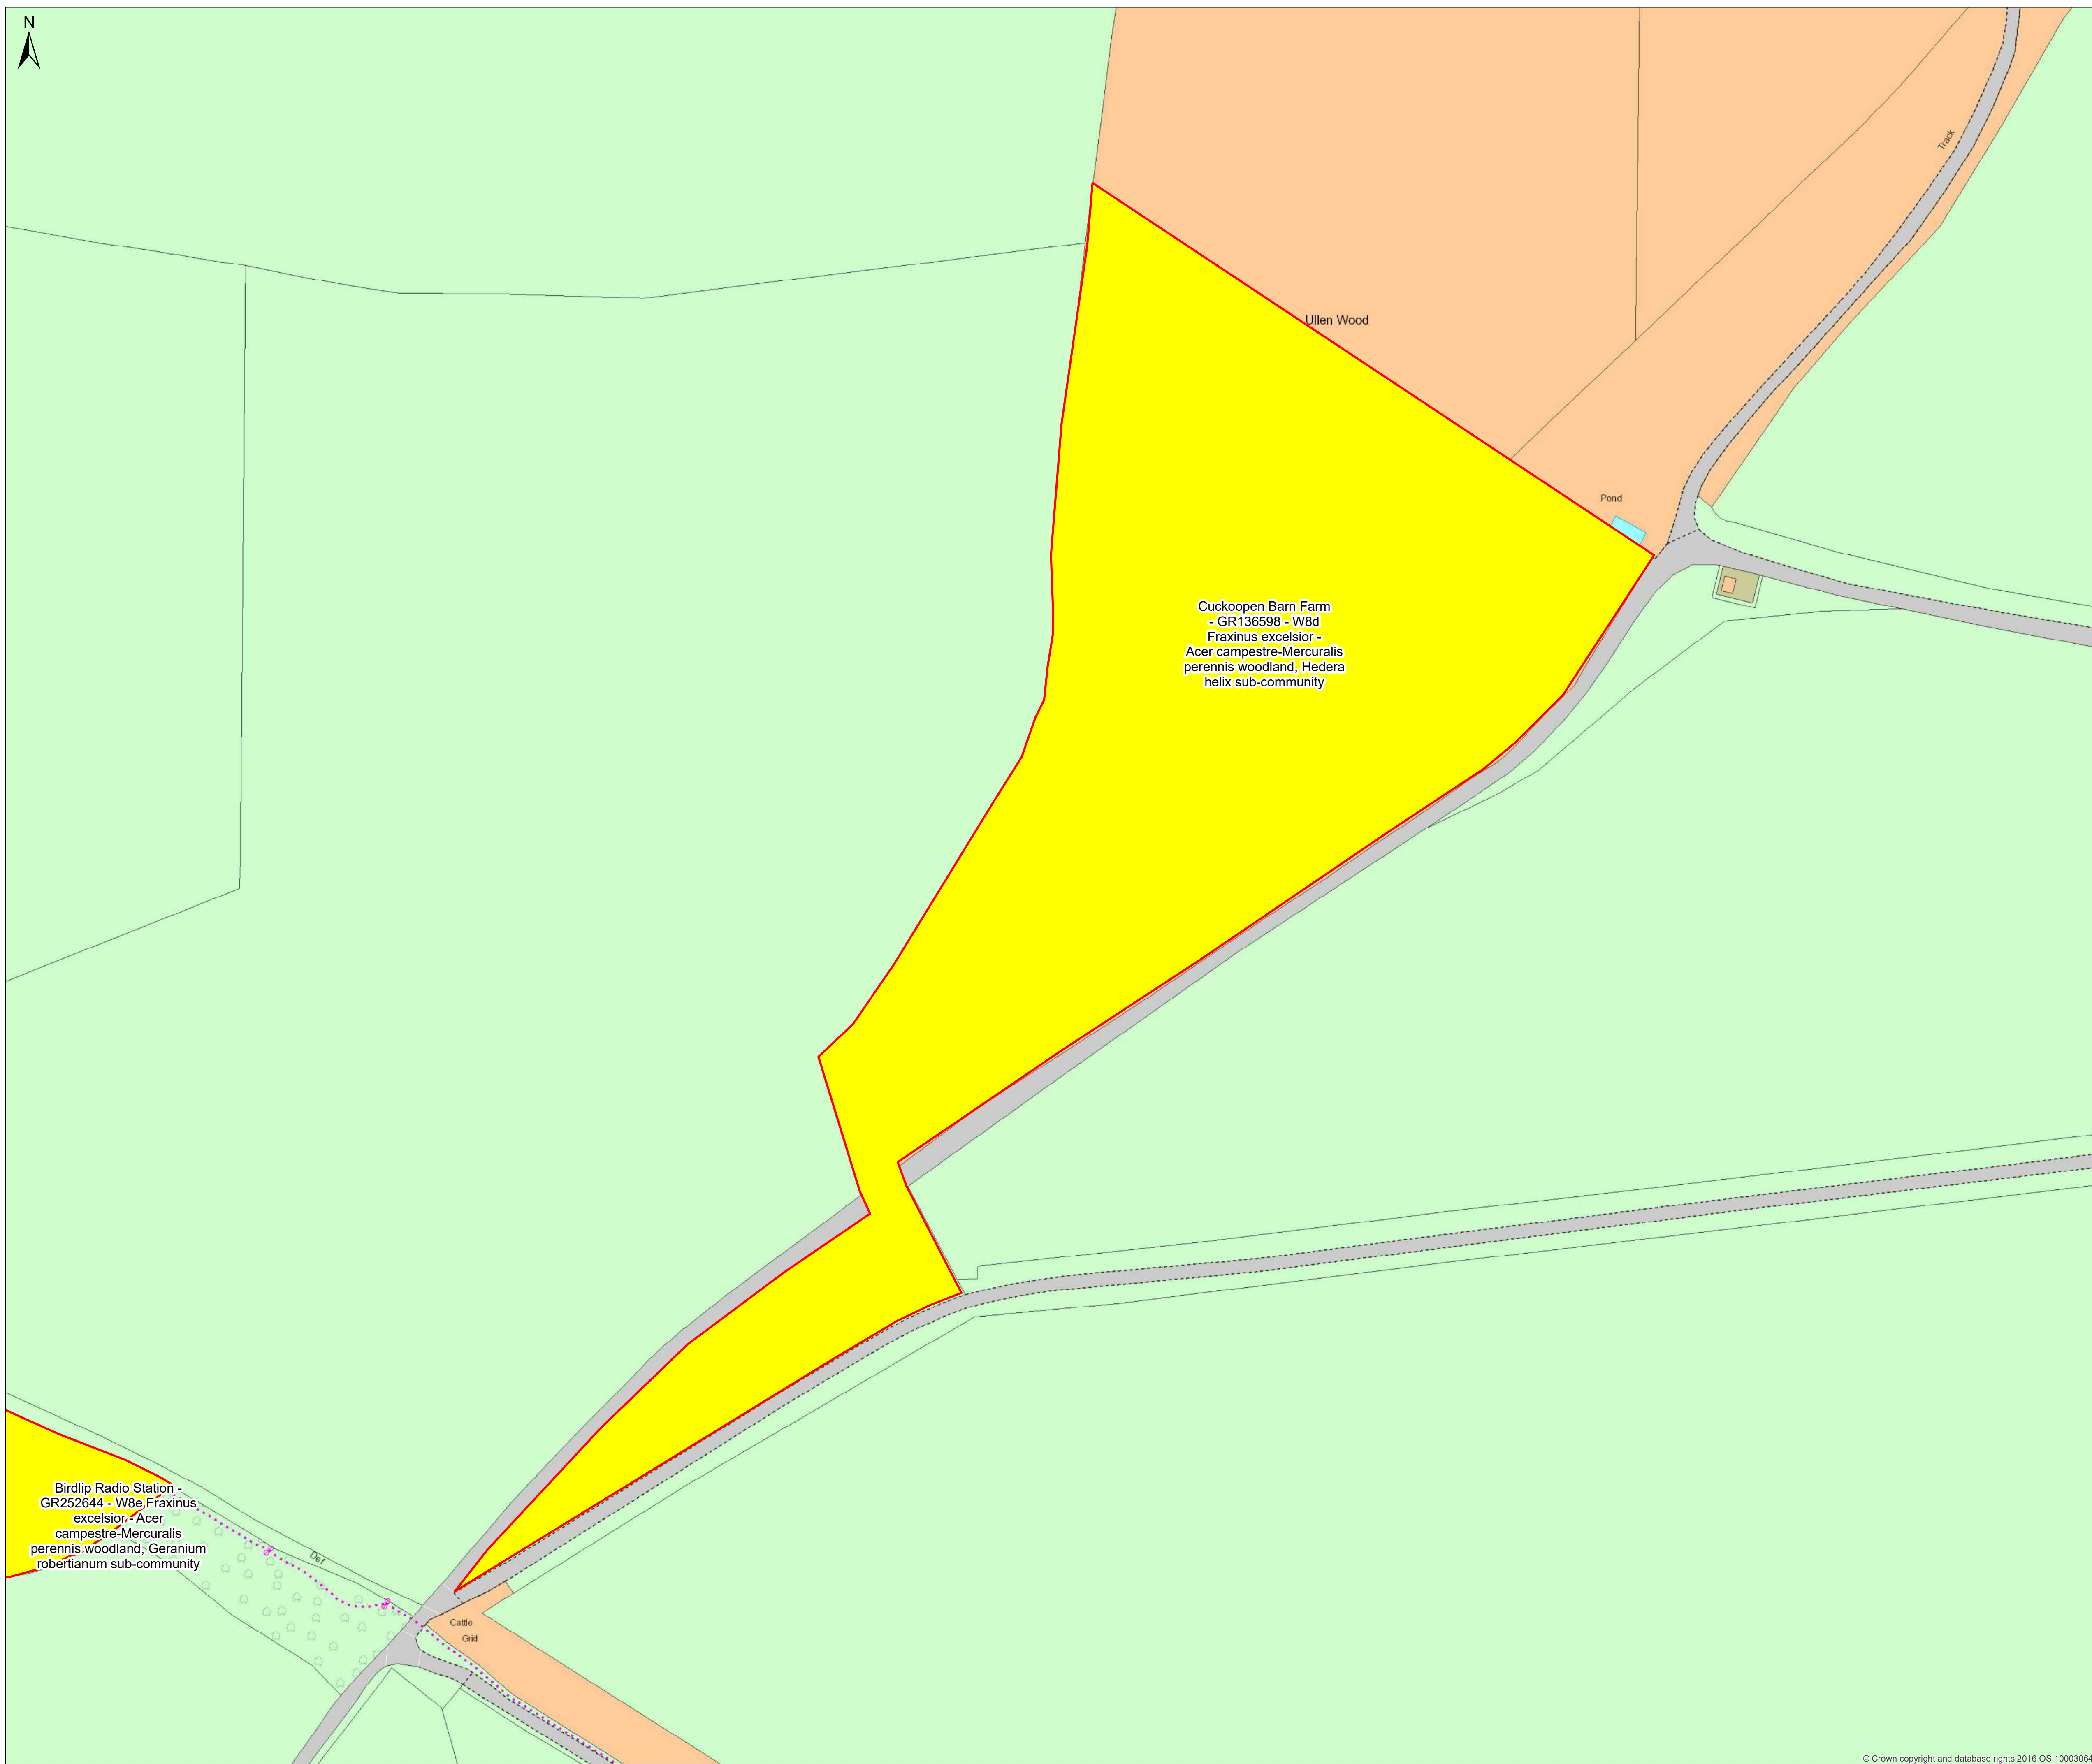 N
Track
Ullen Wood
Pond
Cuckoopen Barn Farm
- GR136598 - W8d
Fraxinus excelsior -
Acer campestre-Mercuralis
perennis woodland, Hedera
helix sub-community
Birdlip Radio Station -
GR252644 - W8e Fraxinus
excelsior - Acer
campestre-Mercuralis
perennis woodland, Geranium
robertianum sub-community
Def
Cattle
Grid
© Crown copyright and database rights 2016 OS 10003064